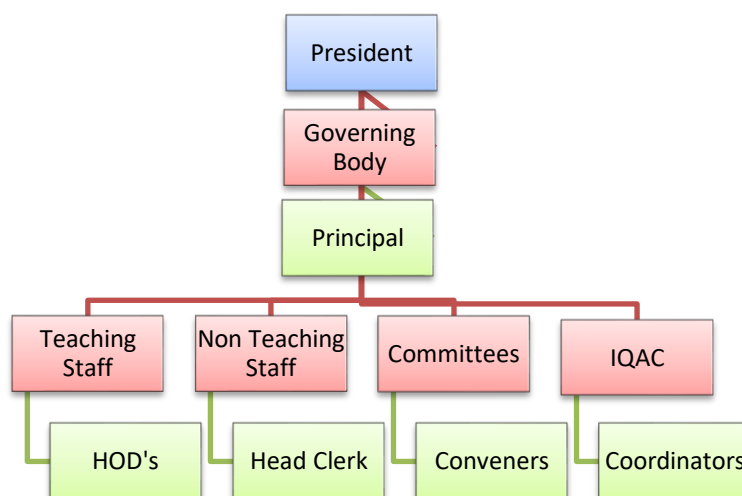 President
Governing
Body
Principal
Teaching
Staff
Non Teaching
Staff
Committees
IQAC
HOD's
Head Clerk
Conveners
Coordinators